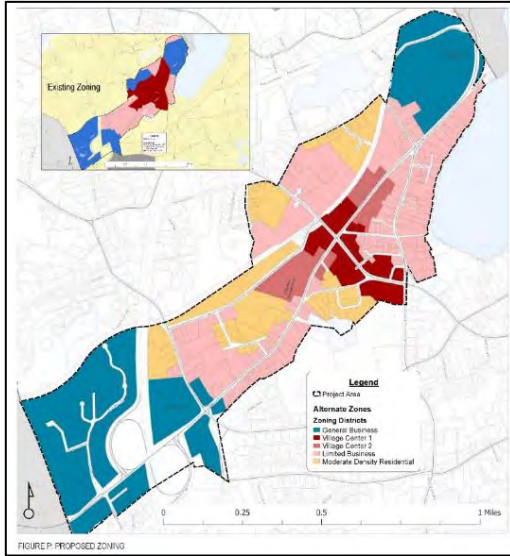 Existing Zoning
Legend
Project Area
Alternate Zones
Zoning Districts
General Business
Village Center 1
Village Center 2
Limited Business
Moderate Density Residential
0 0.25 0.5 1 Miles
FIGURE P: PROPOSED ZONING